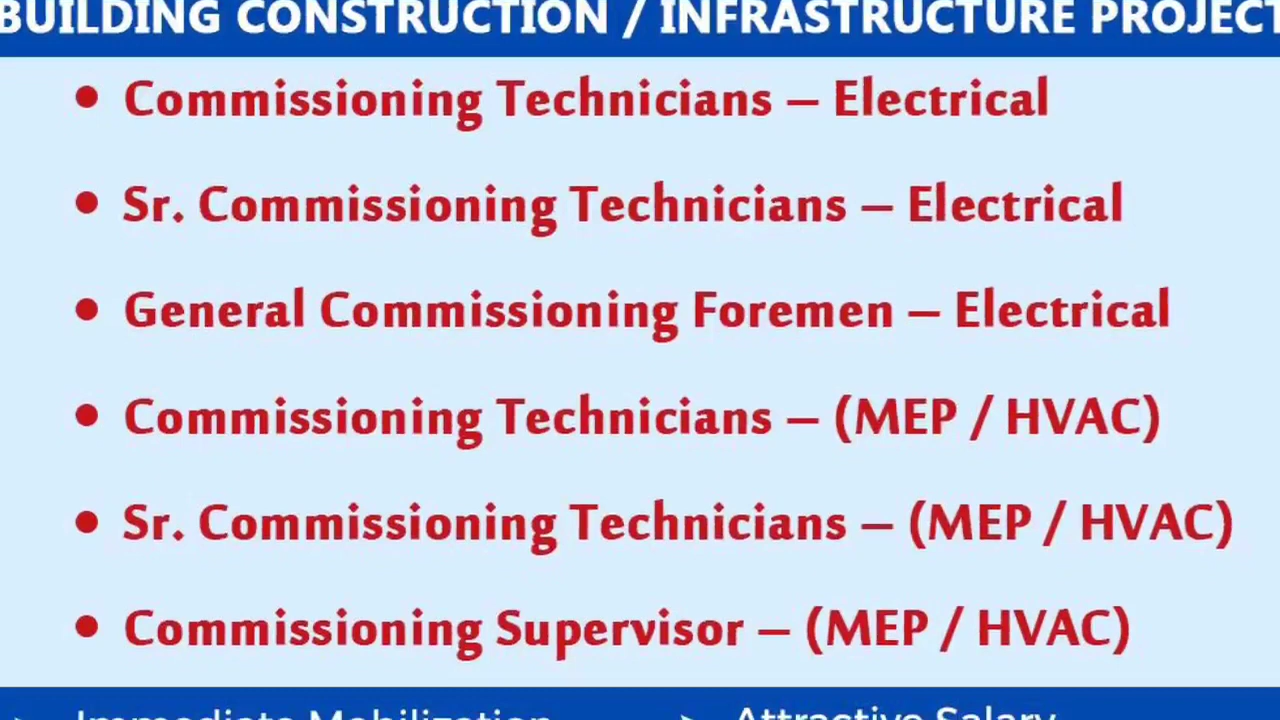 BUILDING CONSTRUCTION / INFRASTRUCTURE PROJECT
• Commissioning Technicians – Electrical
• Sr. Commissioning Technicians – Electrical
• General Commissioning Foremen – Electrical
• Commissioning Technicians – (MEP / HVAC)
• Sr. Commissioning Technicians – (MEP / HVAC)
• Commissioning Supervisor – (MEP / HVAC)
➢ Immediate Mobilization ➢ Attractive Salary